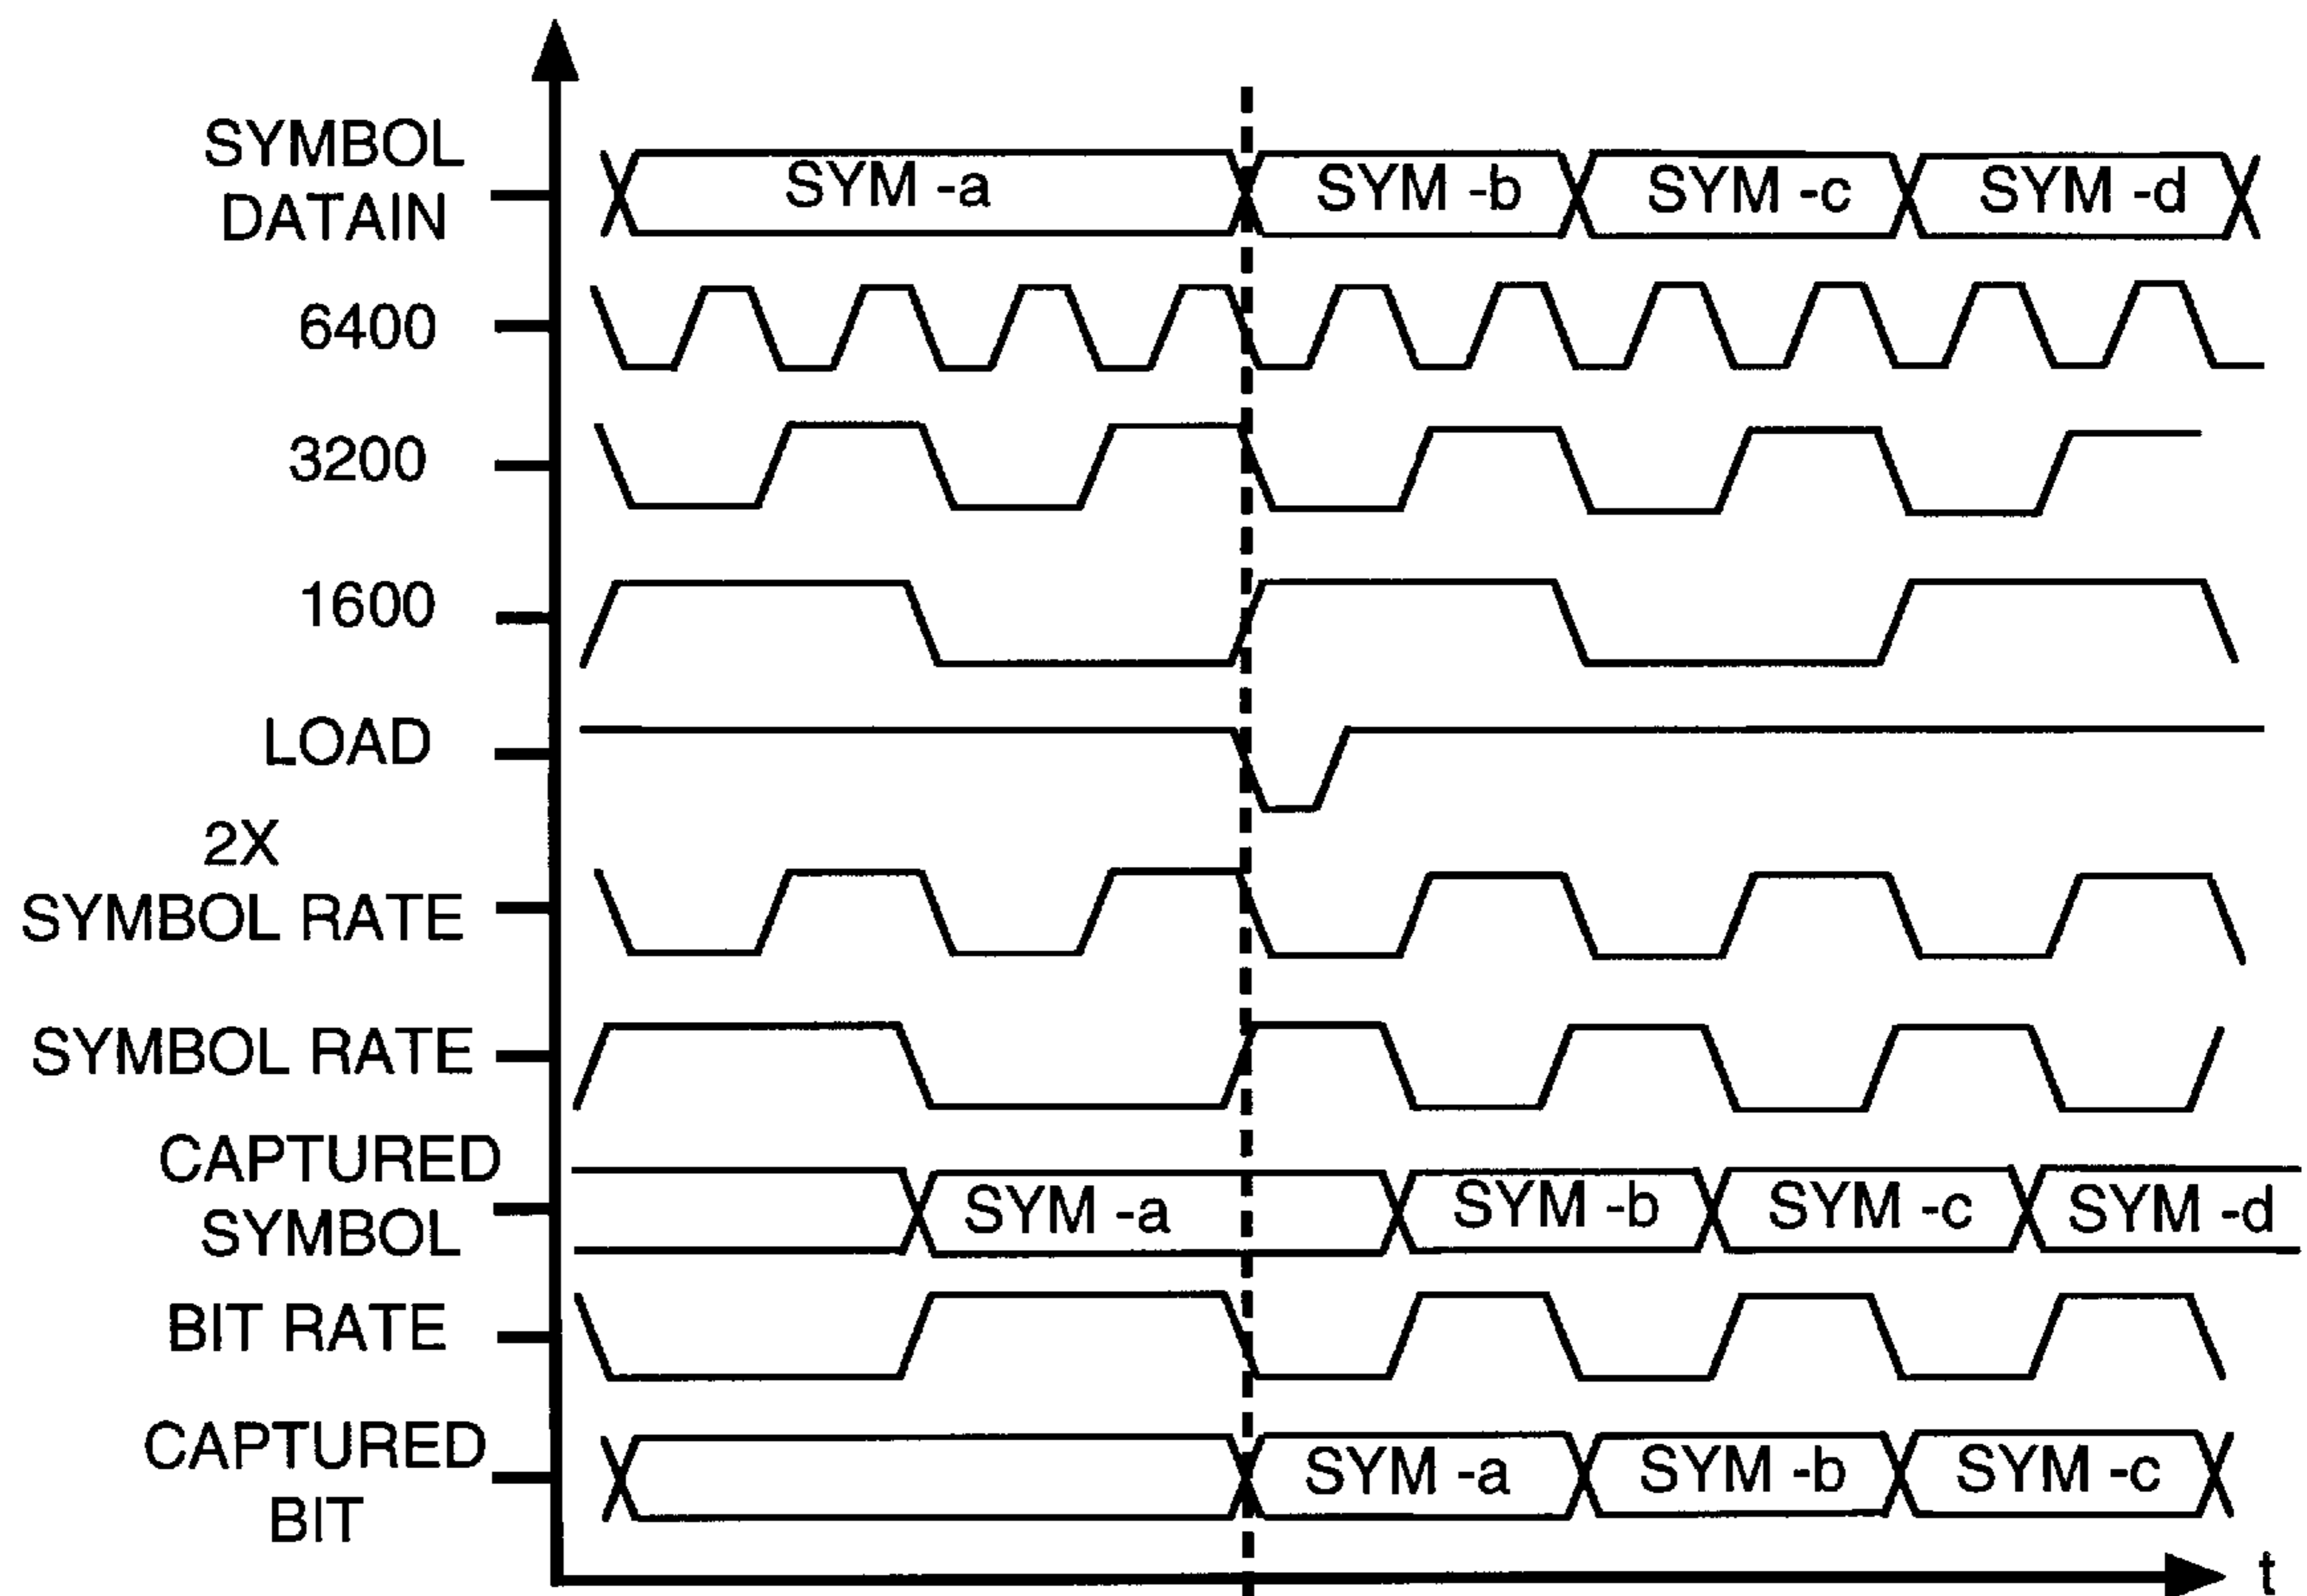 SYMBOL
DATAIN
SYM -a
SYM -b
SYM -c
SYM -d
6400
3200
1600
LOAD
2X
SYMBOL RATE
SYMBOL RATE
CAPTURED
SYMBOL
SYM -a
SYM -b
SYM -c
SYM -d
BIT RATE
CAPTURED
BIT
SYM -a
SYM -b
SYM -c
t